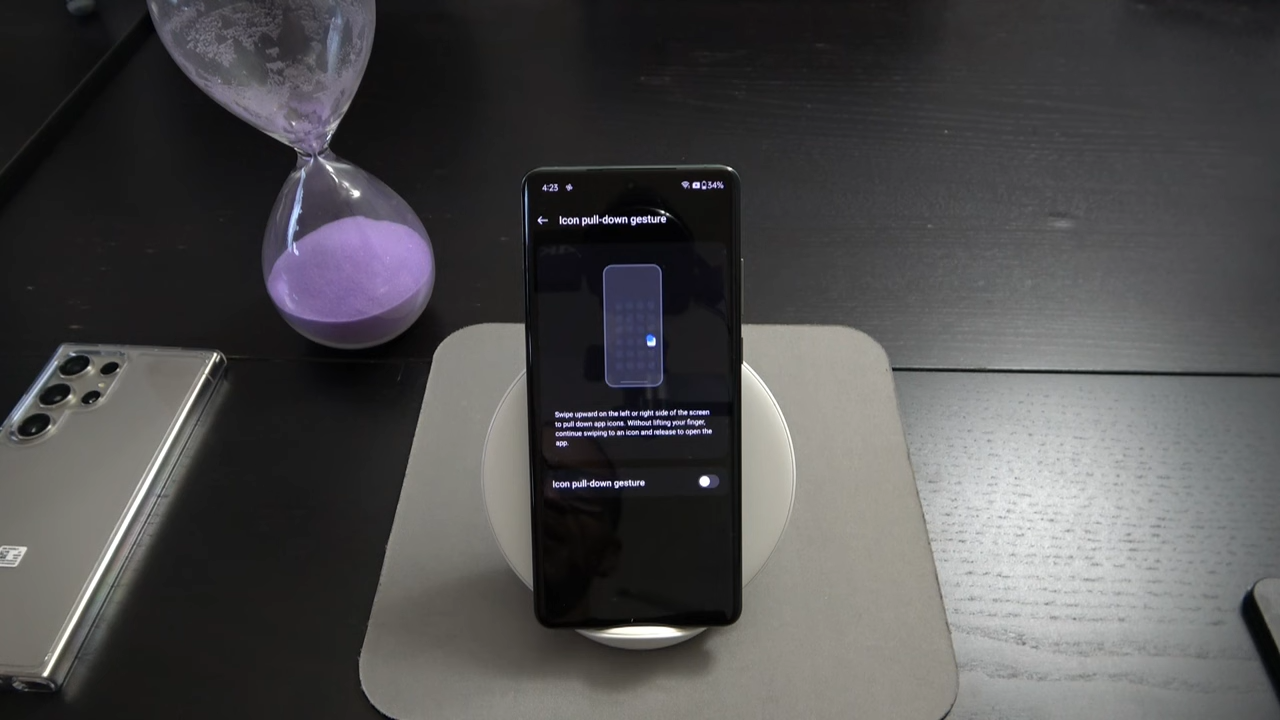 4:23 34%
Icon pull-down gesture
Swipe upward on the left or right side of the screen
to pull down app icons. Without lifting your finger,
continue swiping to an icon and release to open the
app.
Icon pull-down gesture